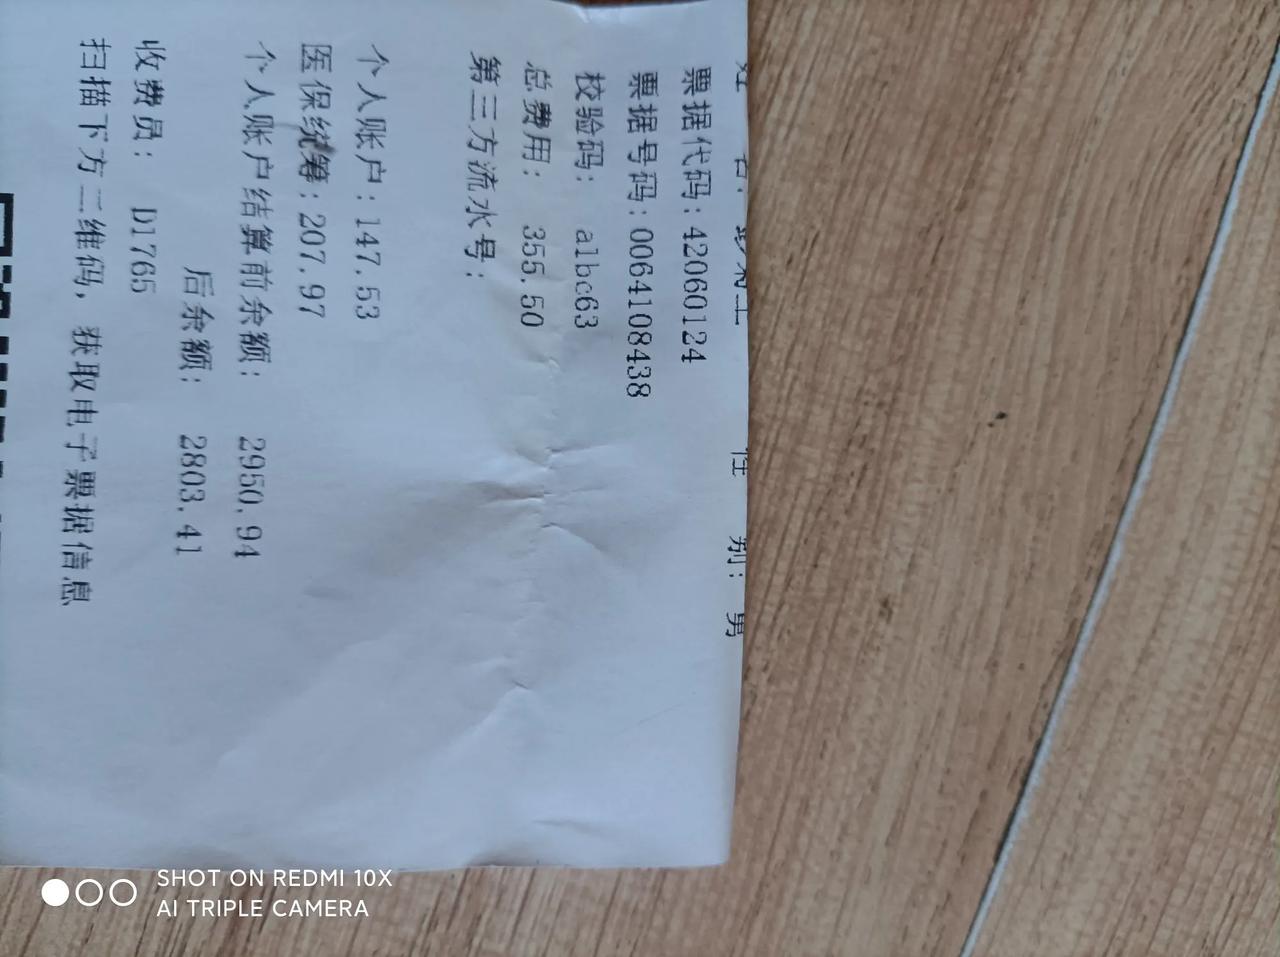 性 别: 男
票据代码:42060124
票据号码:0064108438
校验码: a1bc63
总费用: 355.50
第三方流水号:
个人账户:147.53
医保统筹:207.97
个人账户结算前余额: 2950.94
后余额: 2803.41
收费员: D1765
扫描下方二维码, 获取电子票据信息
SHOT ON REDMI 10X
AI TRIPLE CAMERA